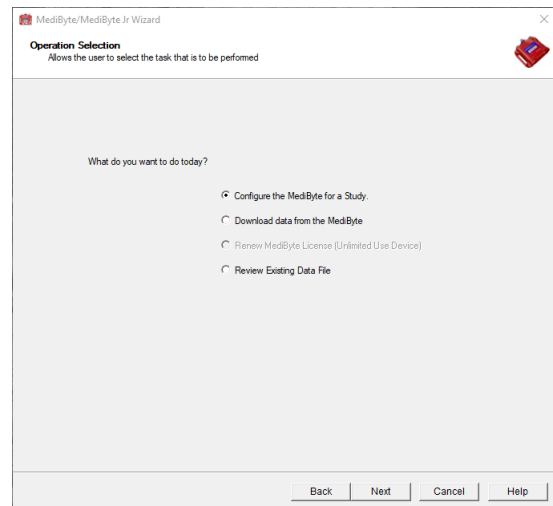 MediByte/MediByte Jr Wizard
Operation Selection
Allows the user to select the task that is to be performed
What do you want to do today?
Configure the MediByte for a Study.
Download data from the MediByte
Renew MediByte License (Unlimited Use Device)
Review Existing Data File
Back
Next
Cancel
Help